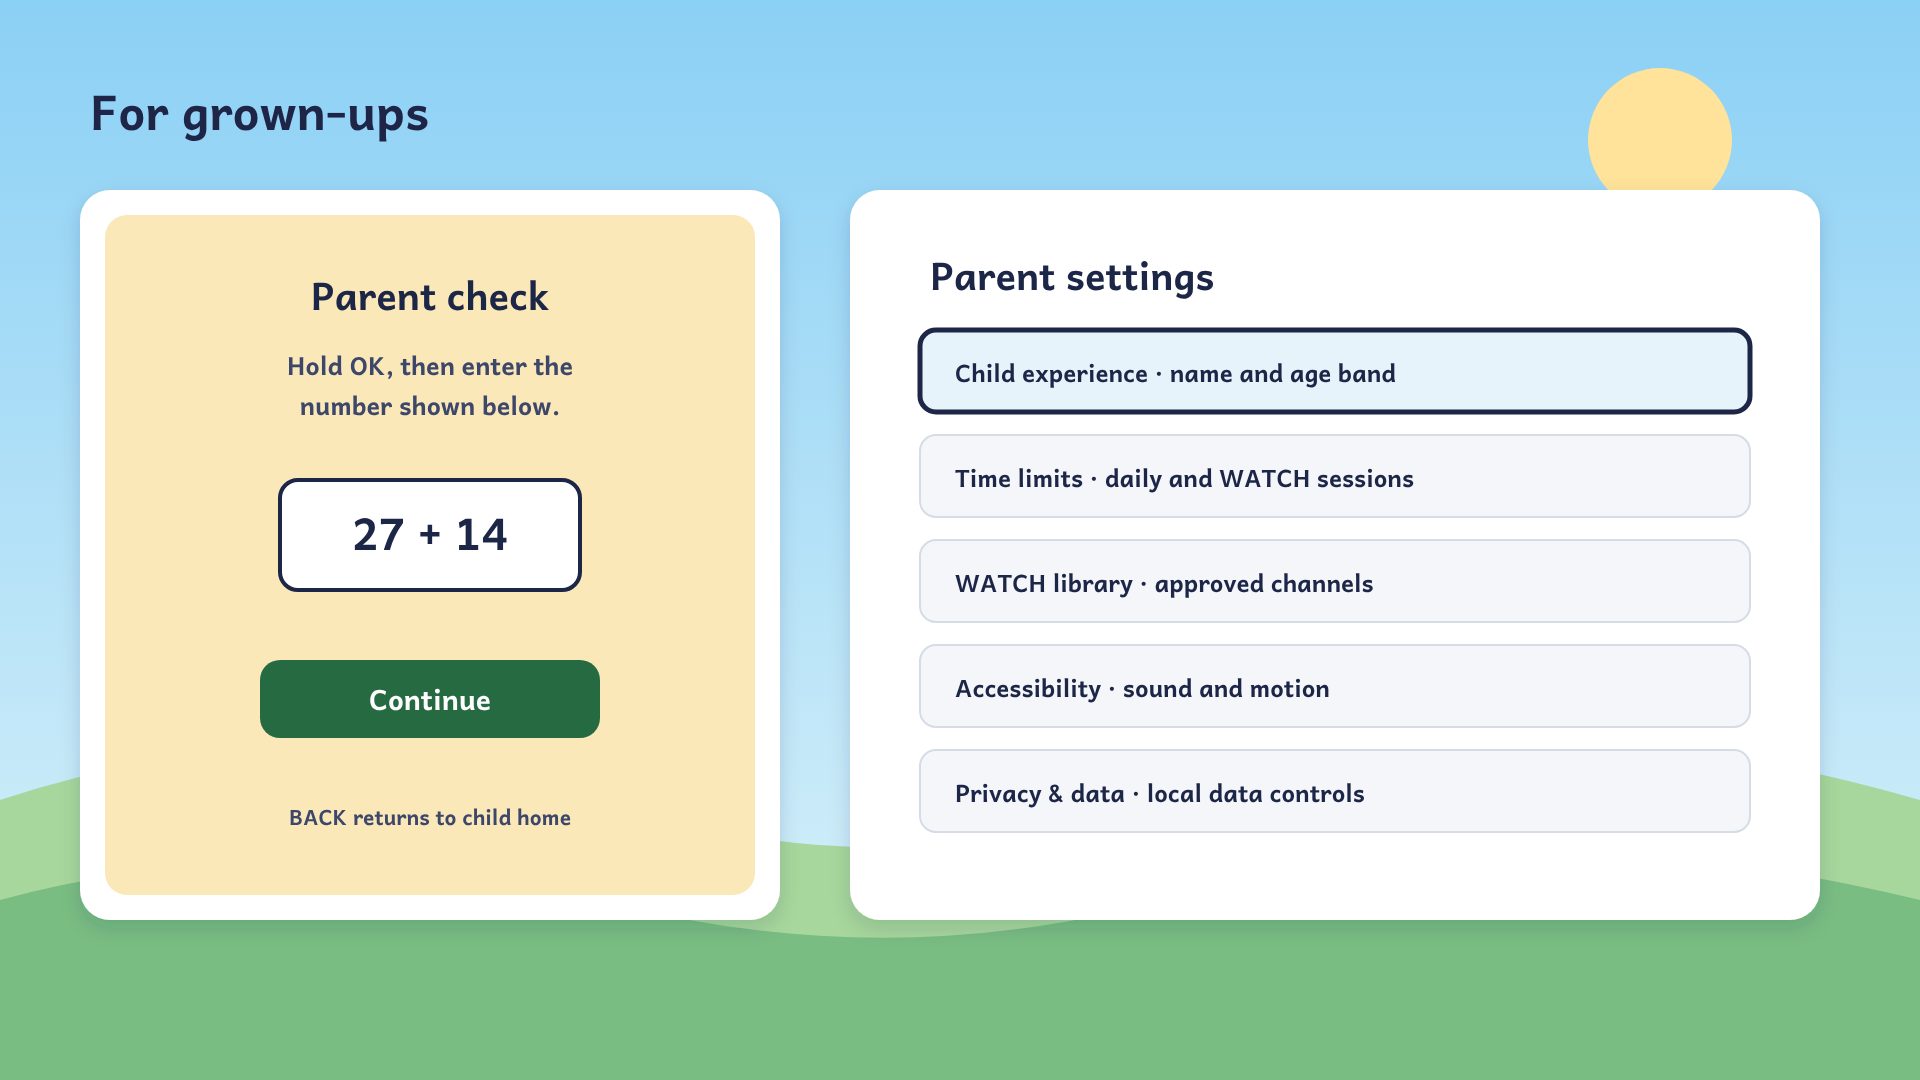 For grown-ups
Parent check
Hold OK, then enter the
number shown below.
27 + 14
Continue
BACK returns to child home
Parent settings
Child experience · name and age band
Time limits · daily and WATCH sessions
WATCH library · approved channels
Accessibility · sound and motion
Privacy & data · local data controls